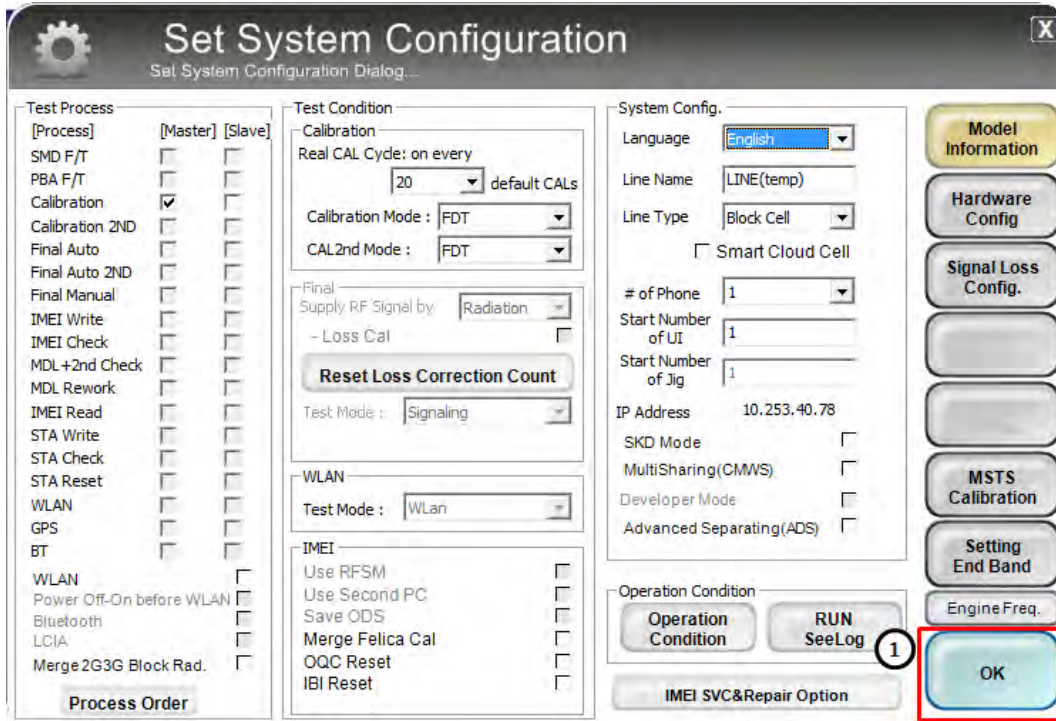 Set System Configuration
X
Set System Configuration Dialog...
Test Process
[Process] [Master] [Slave]
SMD F/T
PBA F/T
Calibration
Calibration 2ND
Final Auto
Final Auto 2ND
Final Manual
IMEI Write
IMEI Check
MDL+2nd Check
MDL Rework
IMEI Read
STA Write
STA Check
STA Reset
WLAN
GPS
BT
WLAN
Power Off-On before WLAN
Bluetooth
LCIA
Merge 2G3G Block Rad.
Process Order
Test Condition
Calibration
Real CAL Cycle: on every
20 default CALs
Calibration Mode : FDT
CAL2nd Mode : FDT
Final
Supply RF Signal by Radiation
- Loss Cal
Reset Loss Correction Count
Test Mode : Signaling
WLAN
Test Mode : WLan
IMEI
Use RFSM
Use Second PC
Save ODS
Merge Felica Cal
OQC Reset
IBI Reset
System Config.
Language English
Line Name LINE(temp)
Line Type Block Cell
Smart Cloud Cell
# of Phone 1
Start Number
of UI 1
Start Number
of Jig 1
IP Address 10.253.40.78
SKD Mode
MultiSharing(CMWS)
Developer Mode
Advanced Separating(ADS)
Operation Condition
Operation
Condition
RUN
SeeLog
IMEI SVC&Repair Option
Model
Information
Hardware
Config
Signal Loss
Config.
MSTS
Calibration
Setting
End Band
Engine Freq.
1
OK